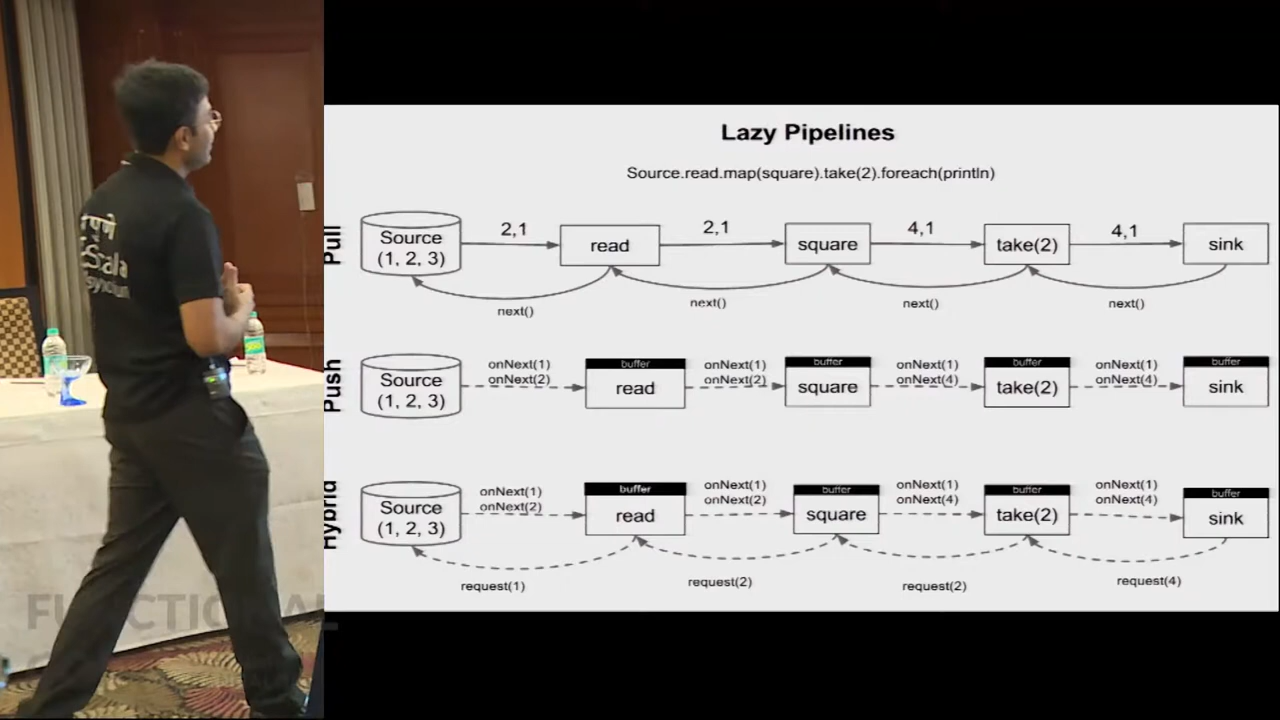 Lazy Pipelines
Source.read.map(square).take(2).foreach(println)
Pull
Source
(1, 2, 3)
2,1
read
2,1
square
4,1
take(2)
4,1
sink
next()
next()
next()
next()
Push
Source
(1, 2, 3)
onNext(1)
onNext(2)
buffer
read
onNext(1)
onNext(2)
buffer
square
onNext(1)
onNext(4)
buffer
take(2)
onNext(1)
onNext(4)
buffer
sink
Hybrid
Source
(1, 2, 3)
onNext(1)
onNext(2)
buffer
read
onNext(1)
onNext(2)
buffer
square
onNext(1)
onNext(4)
buffer
take(2)
onNext(1)
onNext(4)
buffer
sink
request(1)
request(2)
request(2)
request(4)
Scala
FUNCTIONAL